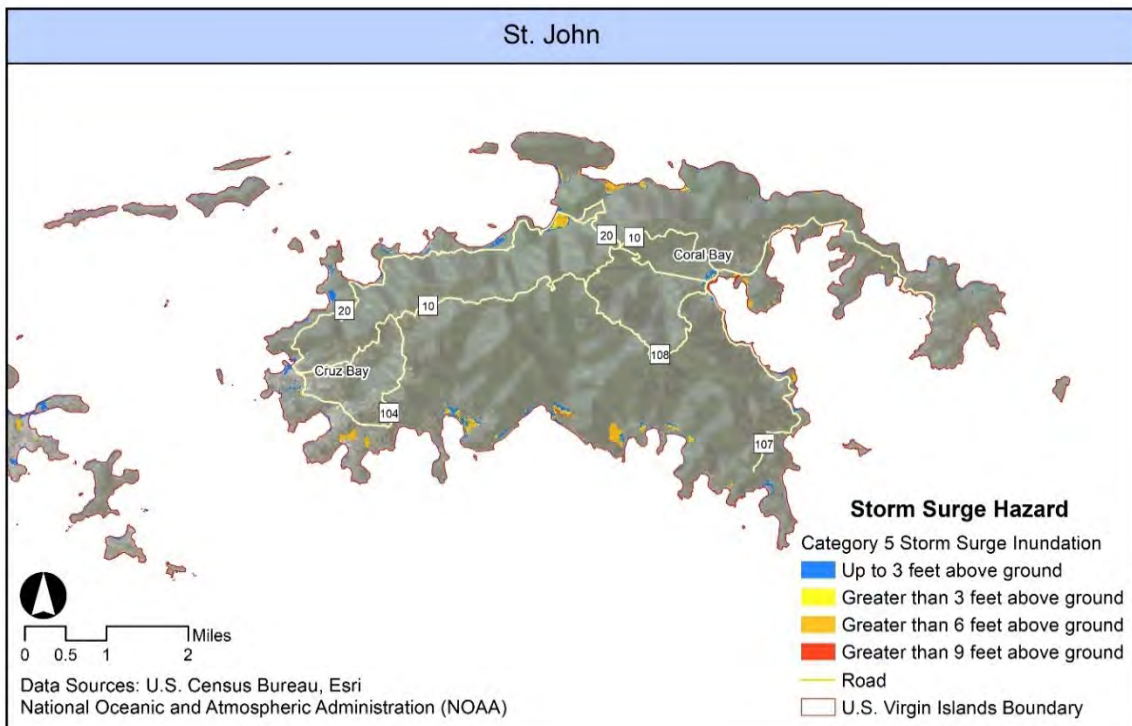 St. John
20
10
Coral Bay
20
10
108
Cruz Bay
104
107
Storm Surge Hazard
Category 5 Storm Surge Inundation
Up to 3 feet above ground
Greater than 3 feet above ground
Greater than 6 feet above ground
Greater than 9 feet above ground
Road
U.S. Virgin Islands Boundary
Miles
0 0.5 1 2
Data Sources: U.S. Census Bureau, Esri
National Oceanic and Atmospheric Administration (NOAA)